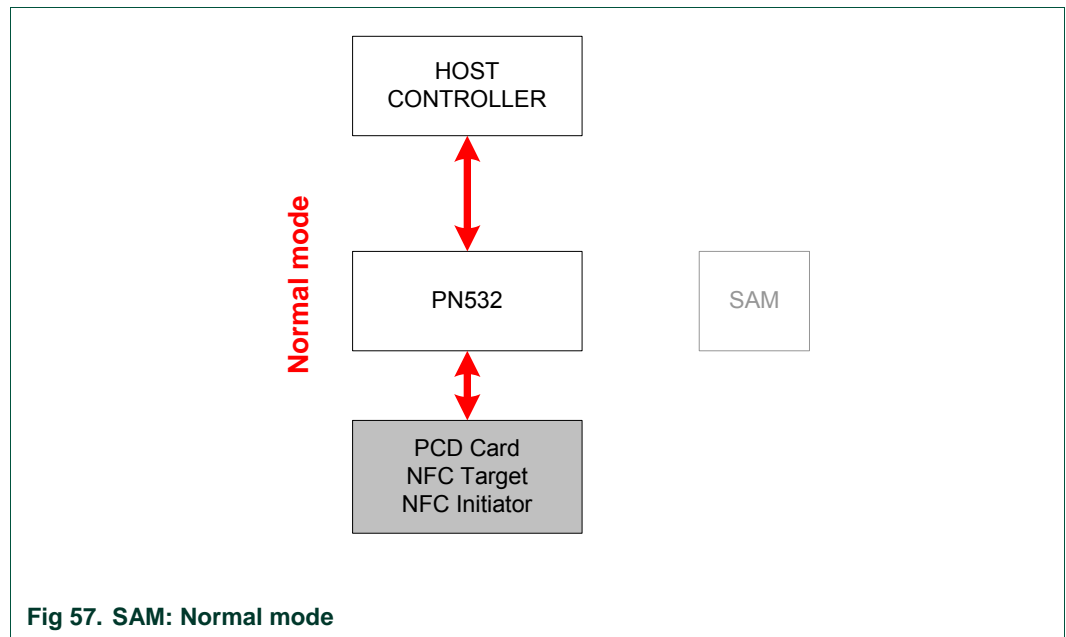 HOST
CONTROLLER
Normal mode
PN532
SAM
PCD Card
NFC Target
NFC Initiator
Fig 57. SAM: Normal mode